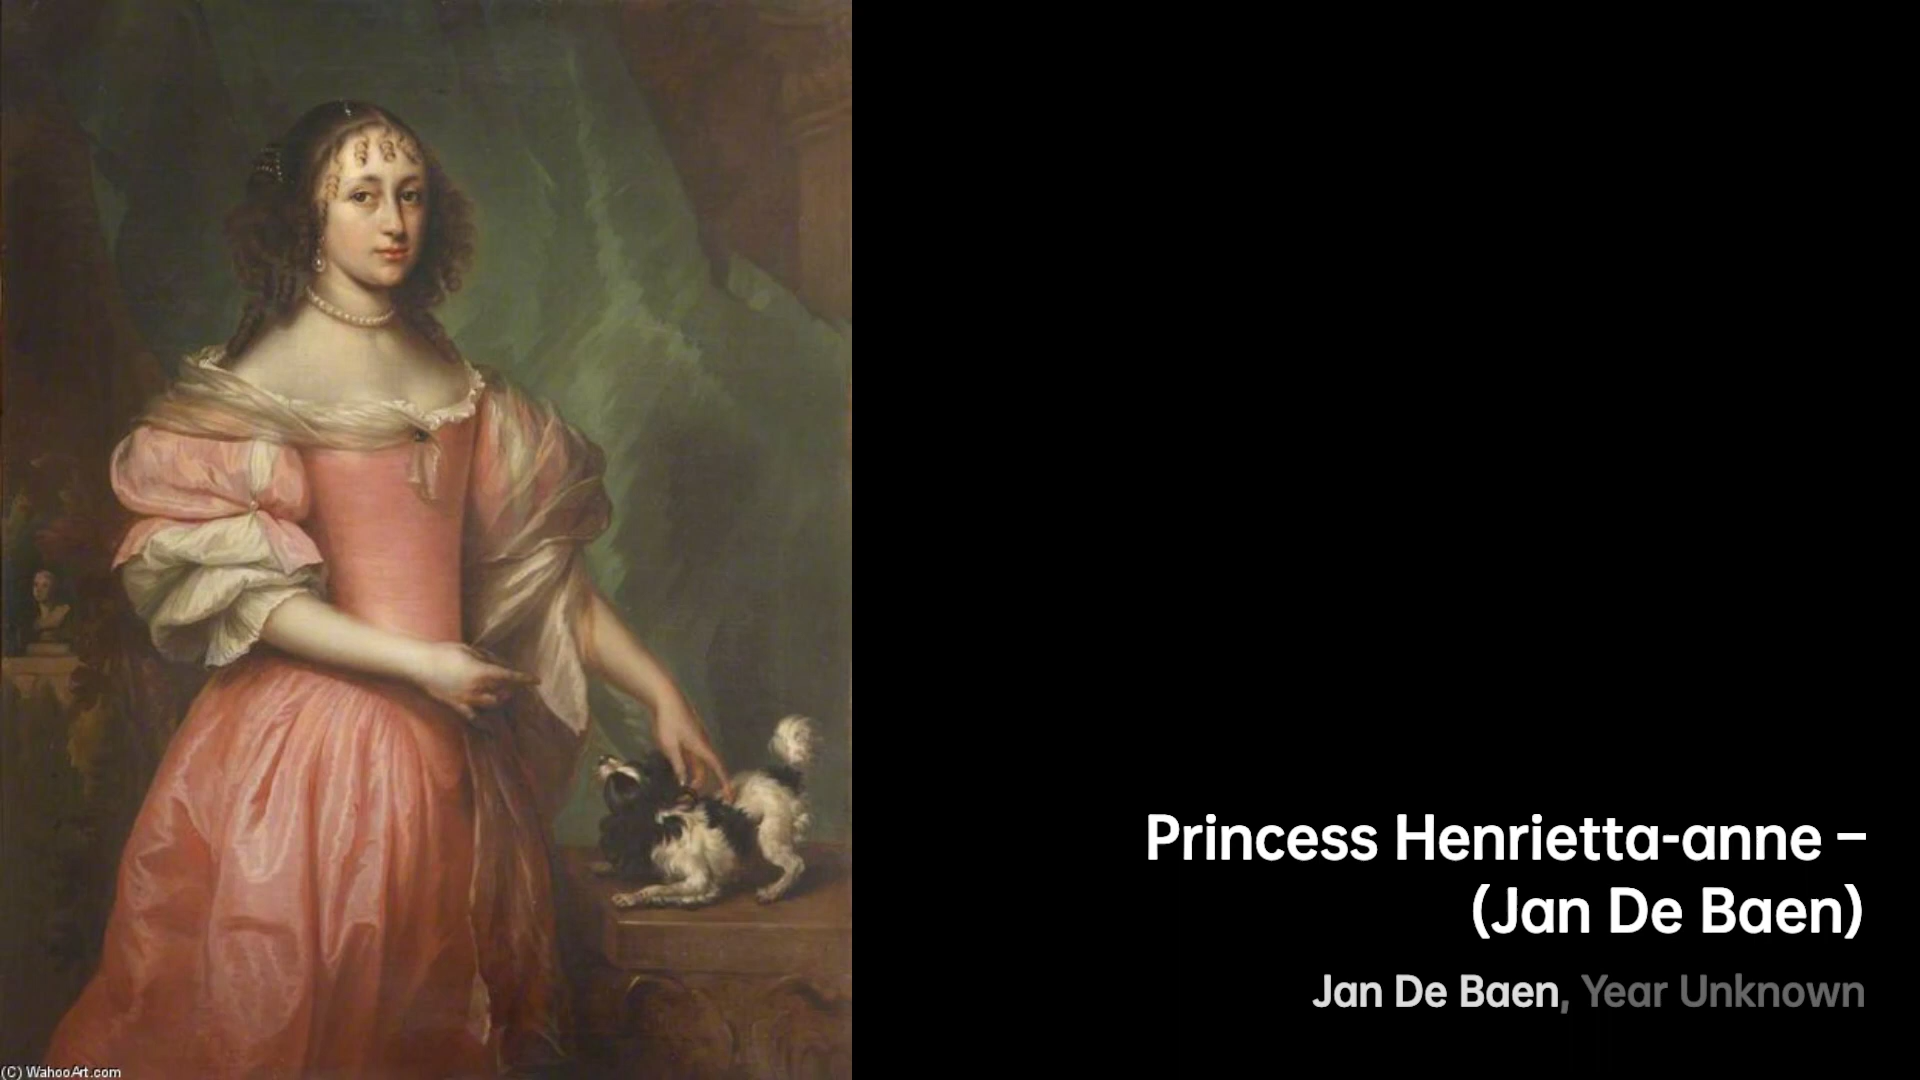 Princess Henrietta-anne –
(Jan De Baen)
Jan De Baen, Year Unknown
(C) WahooArt.com